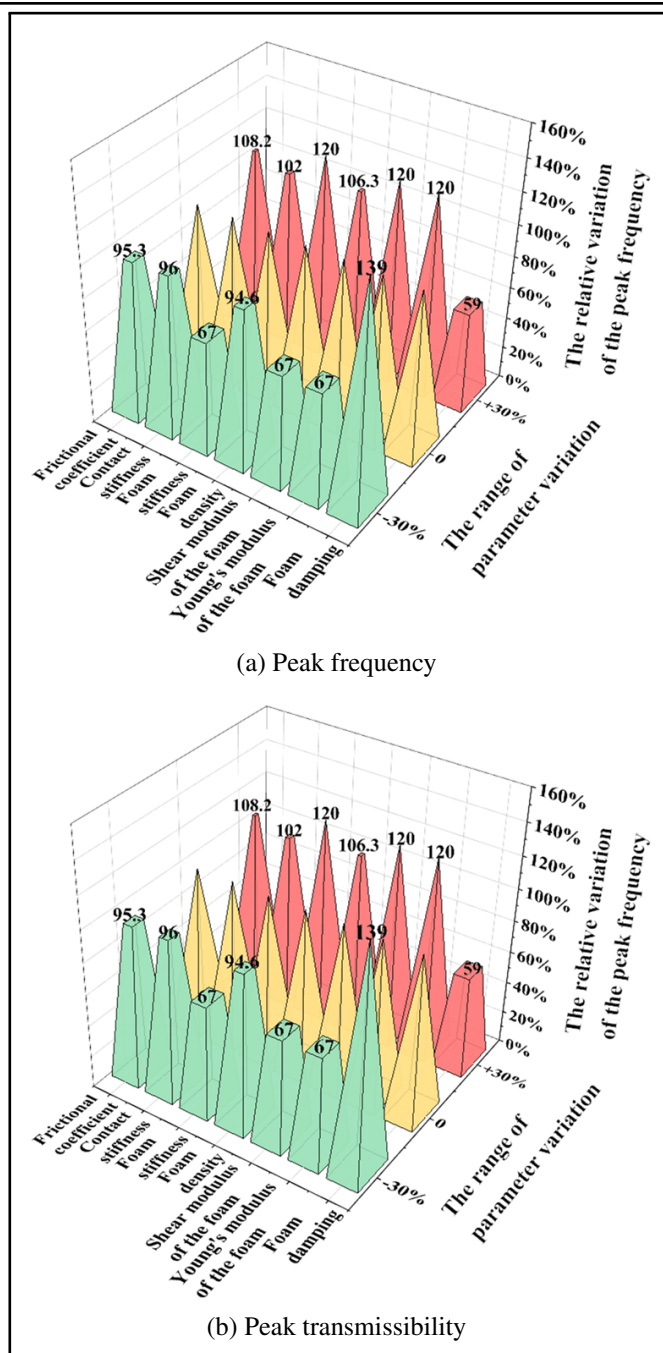 108.2
102
120
106.3
120
120
59
95.3
96
67
94.6
67
67
139
160%
140%
120%
100%
80%
60%
40%
20%
0%
The relative variation
of the peak frequency
+30%
0
-30%
The range of
parameter variation
Frictional
coefficient
Contact
stiffness
Foam
stiffness
Foam
density
Shear modulus
of the foam
Young's modulus
of the foam
Foam
damping
(a) Peak frequency
108.2
102
120
106.3
120
120
59
95.3
96
67
94.6
67
67
139
160%
140%
120%
100%
80%
60%
40%
20%
0%
The relative variation
of the peak frequency
+30%
0
-30%
The range of
parameter variation
Frictional
coefficient
Contact
stiffness
Foam
stiffness
Foam
density
Shear modulus
of the foam
Young's modulus
of the foam
Foam
damping
(b) Peak transmissibility